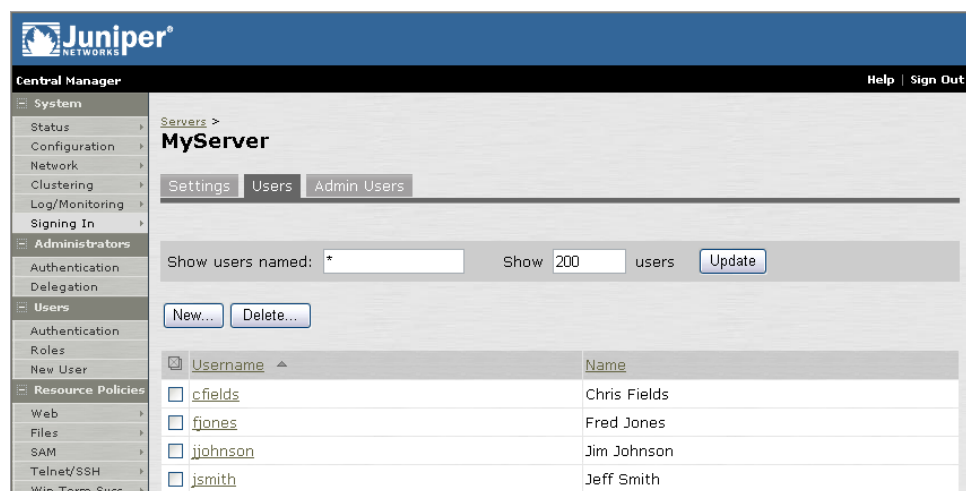 Juniper®
NETWORKS
Central Manager
Help | Sign Out
System
Status
Configuration
Network
Clustering
Log/Monitoring
Signing In
Administrators
Authentication
Delegation
Users
Authentication
Roles
New User
Resource Policies
Web
Files
SAM
Telnet/SSH
Servers >
MyServer
Settings Users Admin Users
Show users named: * Show 200 users Update
New... Delete...
Username Name
cfields Chris Fields
fjones Fred Jones
jjohnson Jim Johnson
jsmith Jeff Smith